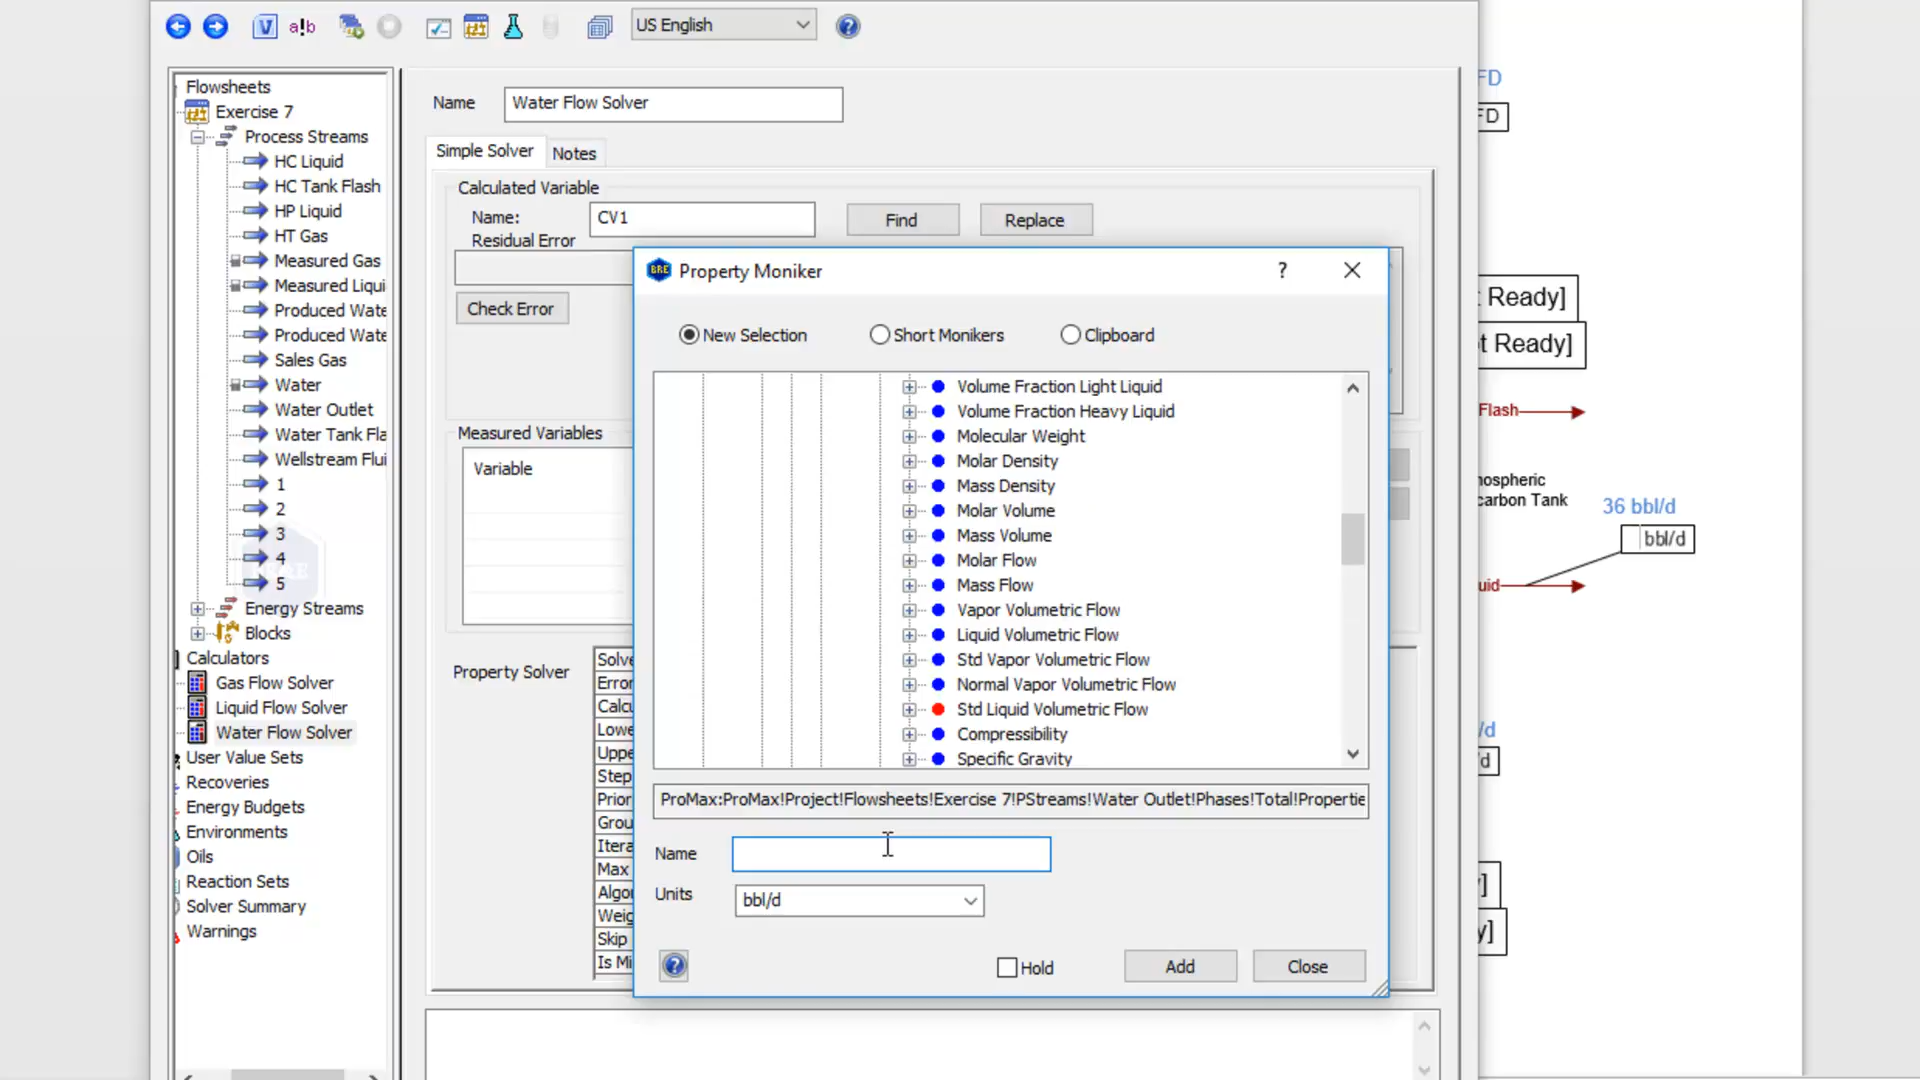 US English
Flowsheets
Exercise 7
Process Streams
HC Liquid
HC Tank Flash
HP Liquid
HT Gas
Measured Gas
Measured Liqui
Produced Wate
Produced Wate
Sales Gas
Water
Water Outlet
Water Tank Fla
Wellstream Flui
1
2
3
4
5
Energy Streams
Blocks
Calculators
Gas Flow Solver
Liquid Flow Solver
Water Flow Solver
User Value Sets
Recoveries
Energy Budgets
Environments
Oils
Reaction Sets
Solver Summary
Warnings
Name Water Flow Solver
Simple Solver Notes
Calculated Variable
Name: CV1 Find Replace
Residual Error
Check Error
Measured Variables
Variable
Property Solver
Solve
Error
Calcu
Lowe
Uppe
Step
Prior
Grou
Itera
Max
Algo
Weig
Skip
Is Mi
BRE Property Moniker ?
New Selection Short Monikers Clipboard
Volume Fraction Light Liquid
Volume Fraction Heavy Liquid
Molecular Weight
Molar Density
Mass Density
Molar Volume
Mass Volume
Molar Flow
Mass Flow
Vapor Volumetric Flow
Liquid Volumetric Flow
Std Vapor Volumetric Flow
Normal Vapor Volumetric Flow
Std Liquid Volumetric Flow
Compressibility
Specific Gravity
ProMax:ProMax!Project!Flowsheets!Exercise 7!PStreams!Water Outlet!Phases!Total!Propertie
Name
Units bbl/d
Hold Add Close
FD
FD
t Ready]
t Ready]
Flash
nospheric
carbon Tank
36 bbl/d
bbl/d
uid
/d
/d
]
y]